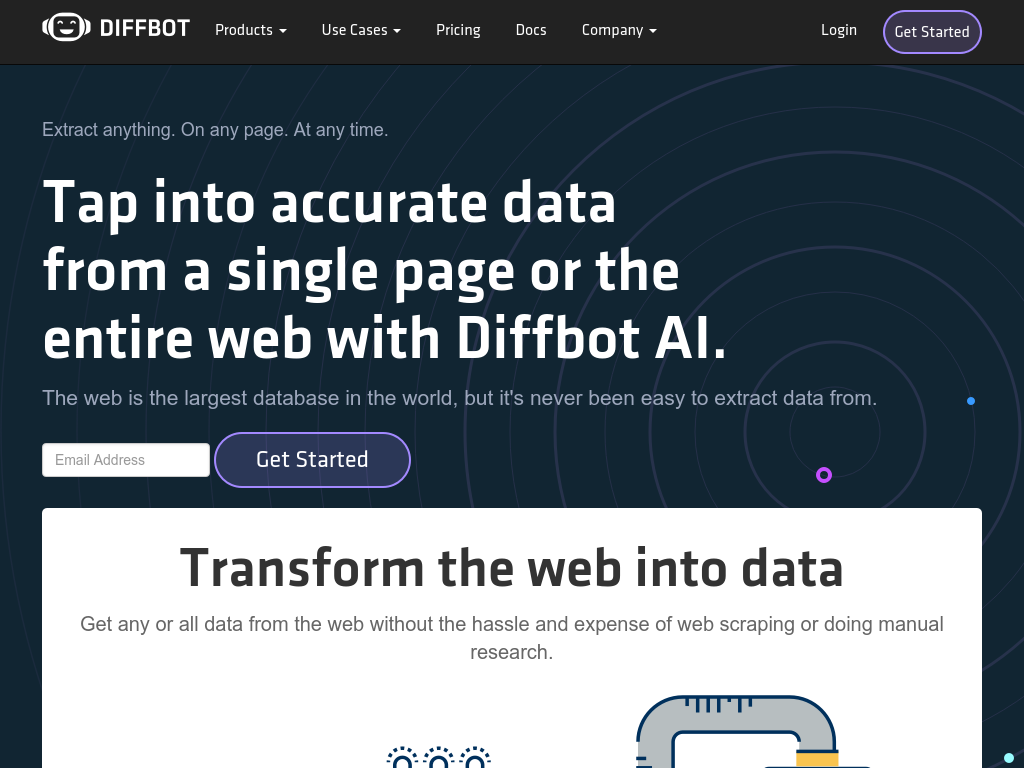 DIFFBOT
Products
Use Cases
Pricing
Docs
Company
Login
Get Started
Extract anything. On any page. At any time.
Tap into accurate data
from a single page or the
entire web with Diffbot AI.
The web is the largest database in the world, but it's never been easy to extract data from.
Email Address
Get Started
Transform the web into data
Get any or all data from the web without the hassle and expense of web scraping or doing manual
research.